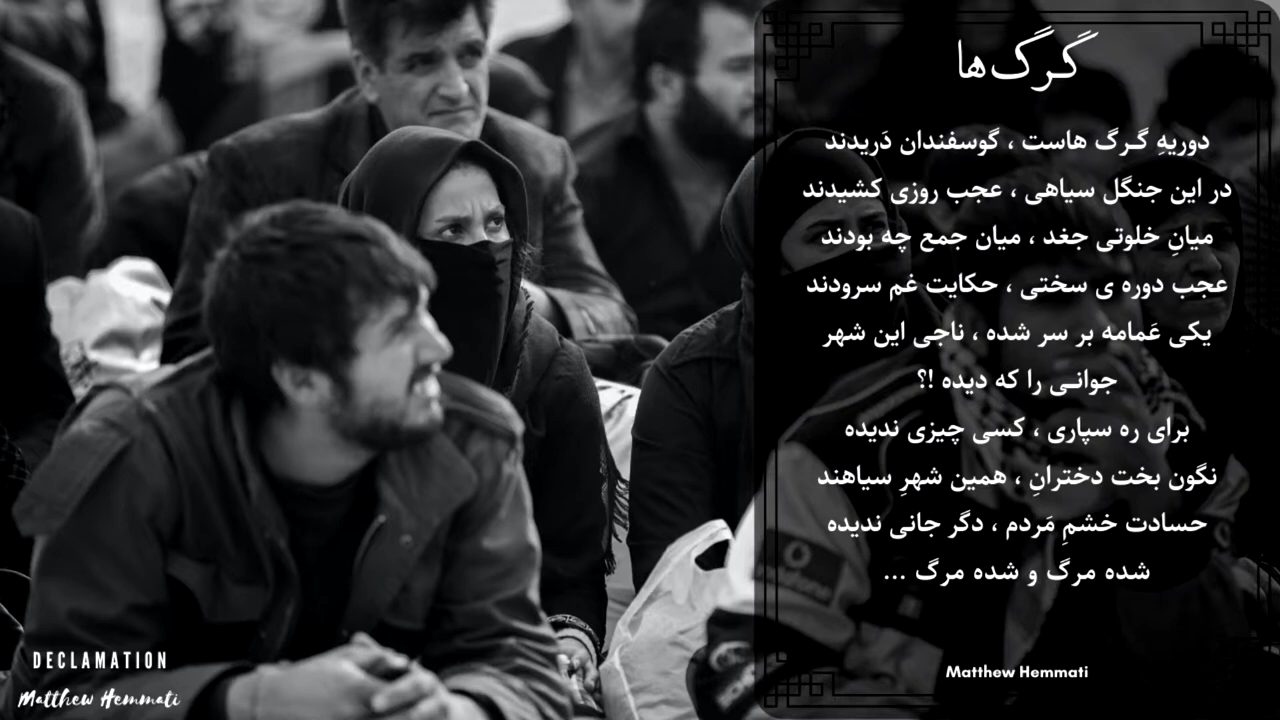 گرگ‌ها
دوریهِ گـرگ هاست ، گوسفندان دَریدند
در این جنگل سیاهی ، عجب روزی کشیدند
میانِ خلوتی جغد ، میان جمع چه بودند
عجب دوره ی سختی ، حکایت غم سرودند
یکی عَمامه بر سر شده ، ناجی این شهر
جوانـی را که دیده !؟
برای ره سپاری ، کسی چیزی ندیده
نگون بخت دخترانِ ، همین شهرِ سیاهند
حسادت خشمِ مَردم ، دگر جانی ندیده
شده مرگ و شده مرگ ...
Matthew Hemmati
DECLAMATION
Matthew Hemmati